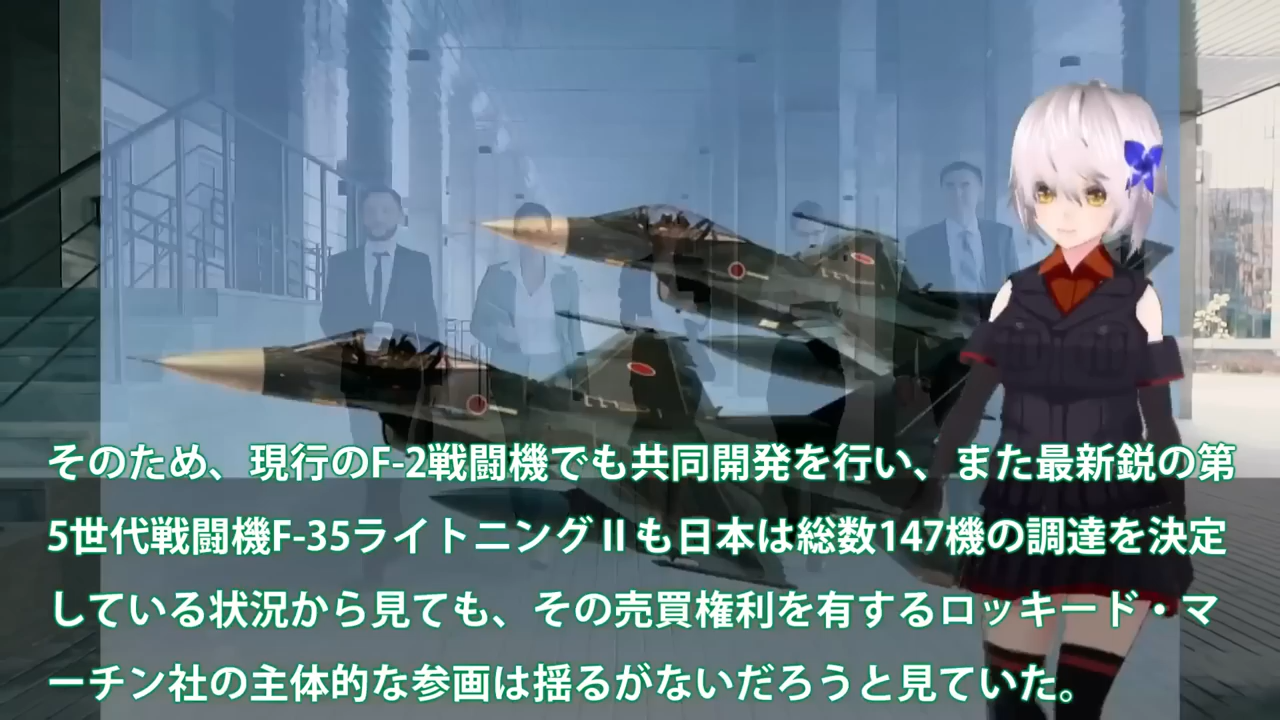 そのため、現行のF-2戦闘機でも共同開発を行い、また最新鋭の第
5世代戦闘機F-35ライトニングⅡも日本は総数147機の調達を決定
している状況から見ても、その売買権利を有するロッキード・マ
ーチン社の主体的な参画は揺るがないだろうと見ていた。